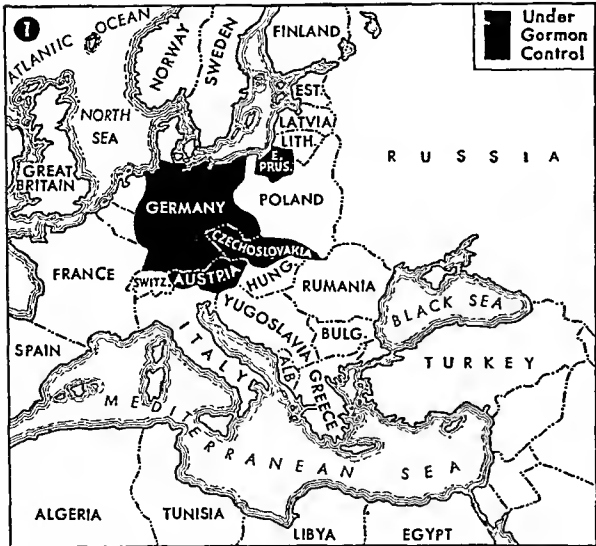 1
Under
Gormon
Control
ATLANTIC OCEAN
NORWAY
SWEDEN
FINLAND
NORTH
SEA
EST.
LATVIA
LITH.
E.
PRUS.
RUSSIA
GREAT
BRITAIN
GERMANY
POLAND
CZECHOSLOVAKIA
FRANCE
SWITZ.
AUSTRIA
HUNG.
RUMANIA
BLACK SEA
YUGOSLAVIA
BULG.
SPAIN
ITALY
ALB.
GREECE
TURKEY
MEDITERRANEAN SEA
ALGERIA
TUNISIA
LIBYA
EGYPT